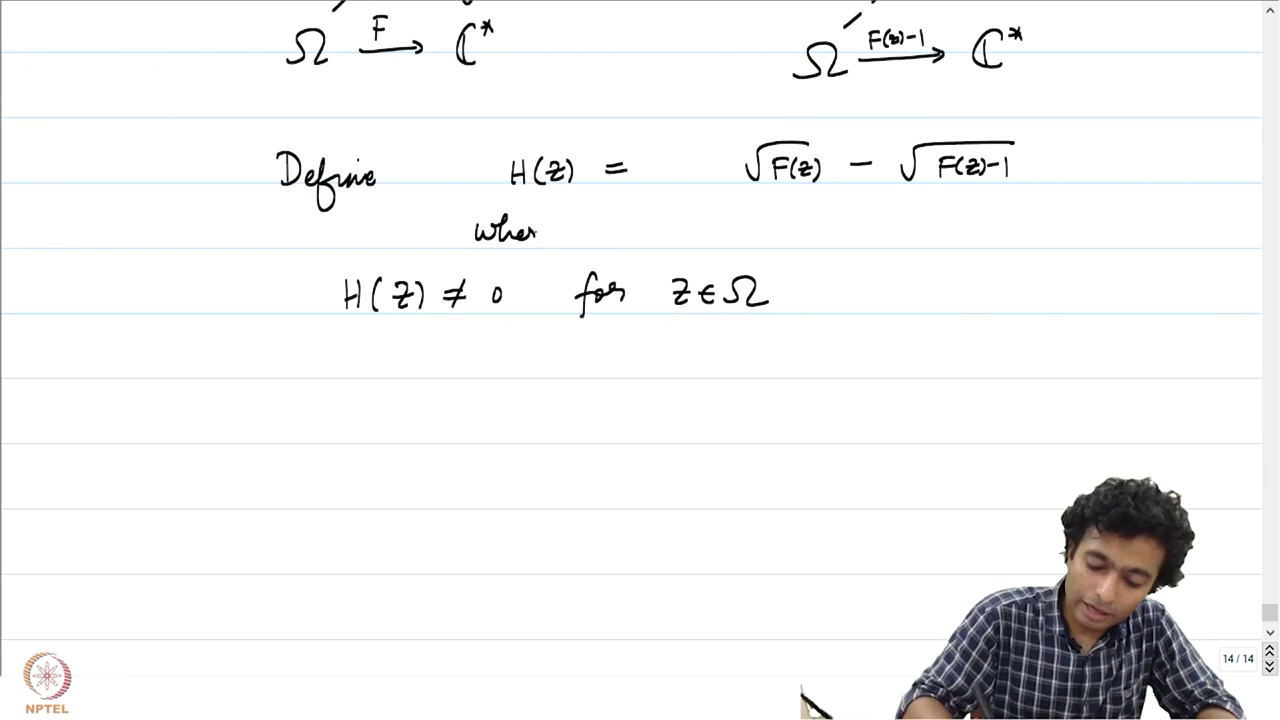 Ω F→ ℂ* Ω F(z)-1→ ℂ*
Define H(z) = √F(z) − √F(z)-1
wher
H(z) ≠ 0 for z ∈ Ω
14 / 14
NPTEL